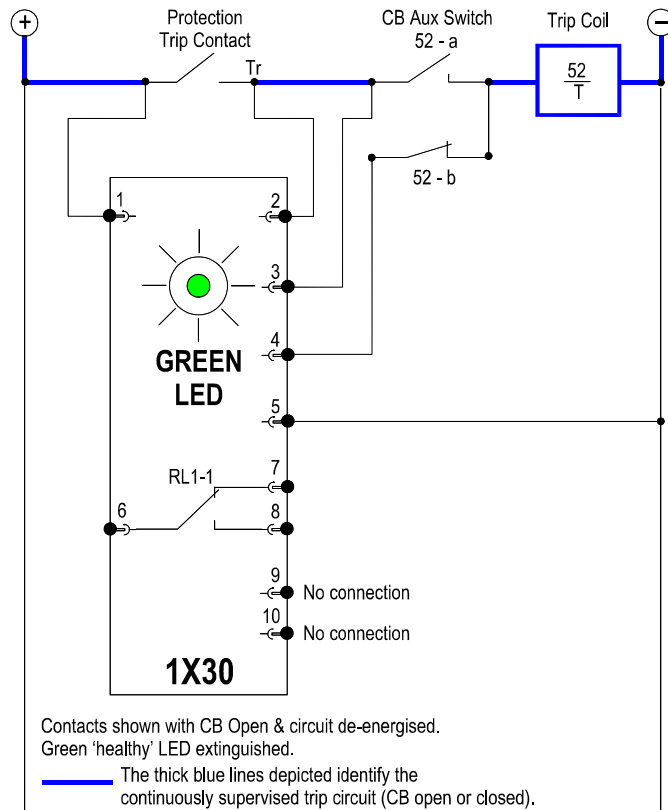 +
Protection
Trip Contact
Tr
CB Aux Switch
52 - a
Trip Coil
–
52
T
52 - b
1
2
3
4
5
GREEN
LED
RL1-1
6
7
8
9 No connection
10 No connection
1X30
Contacts shown with CB Open & circuit de-energised.
Green ‘healthy’ LED extinguished.
The thick blue lines depicted identify the
continuously supervised trip circuit (CB open or closed).